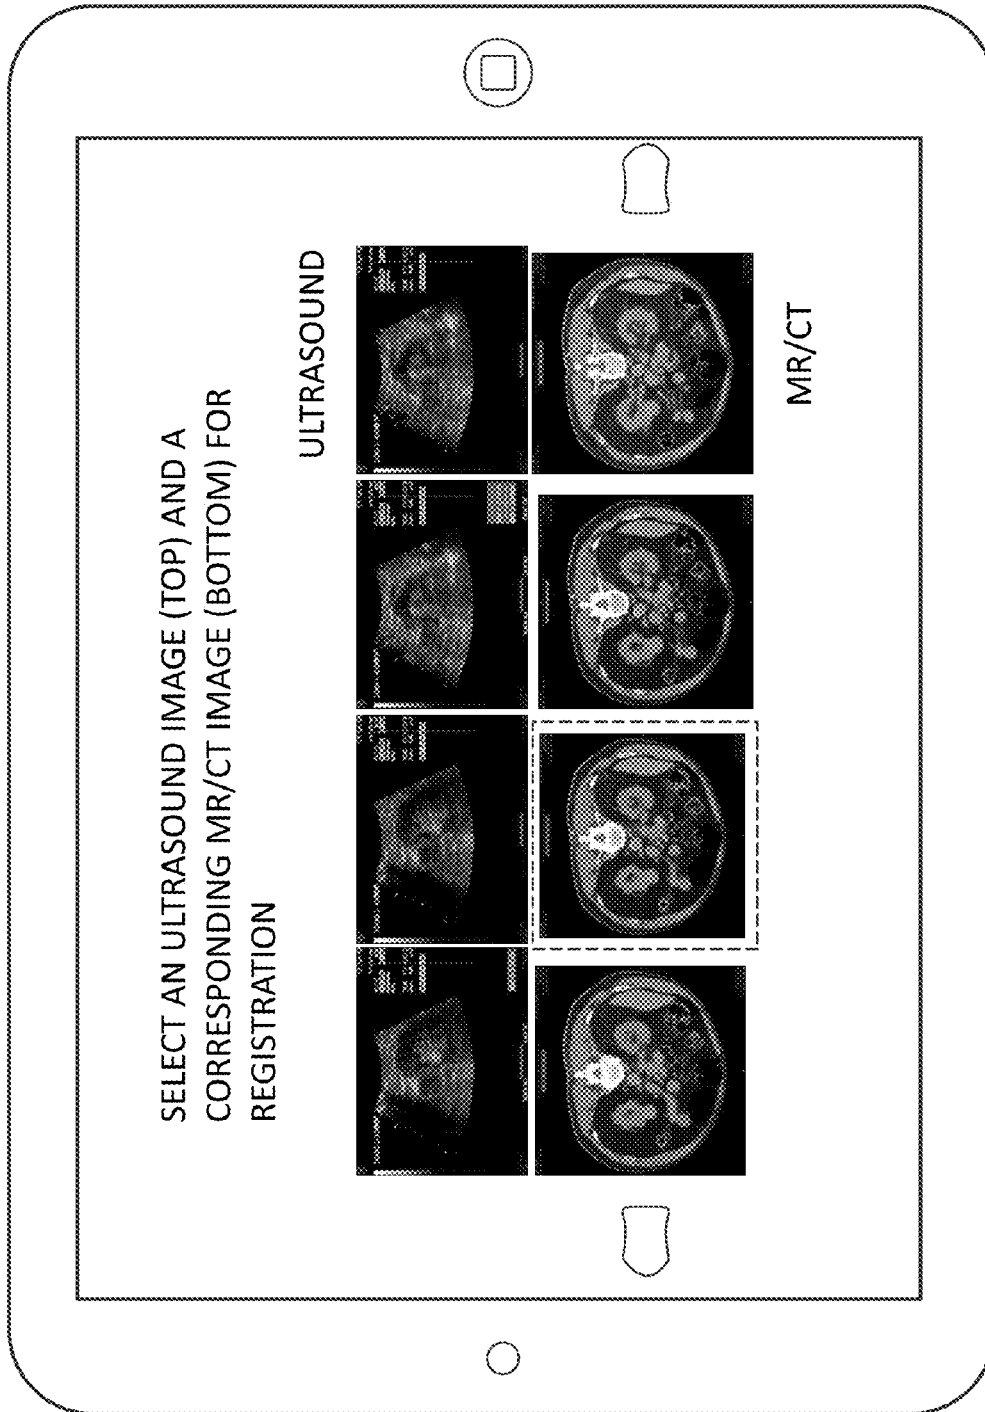 SELECT AN ULTRASOUND IMAGE (TOP) AND A
CORRESPONDING MR/CT IMAGE (BOTTOM) FOR
REGISTRATION
ULTRASOUND
MR/CT